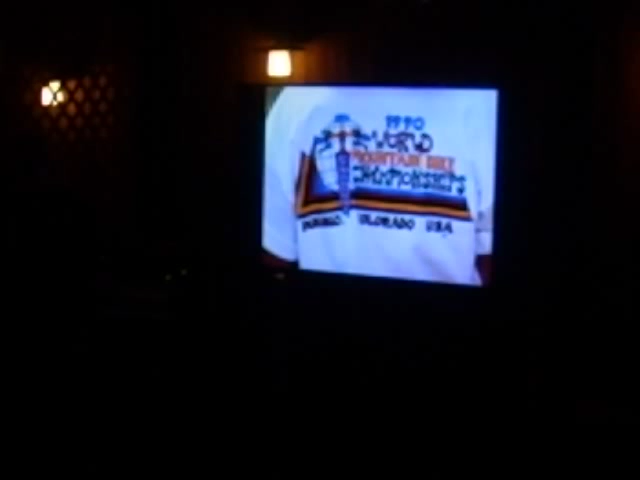 1990
WORLD
MOUNTAIN BIKE
CHAMPIONSHIPS
DURANGO COLORADO USA